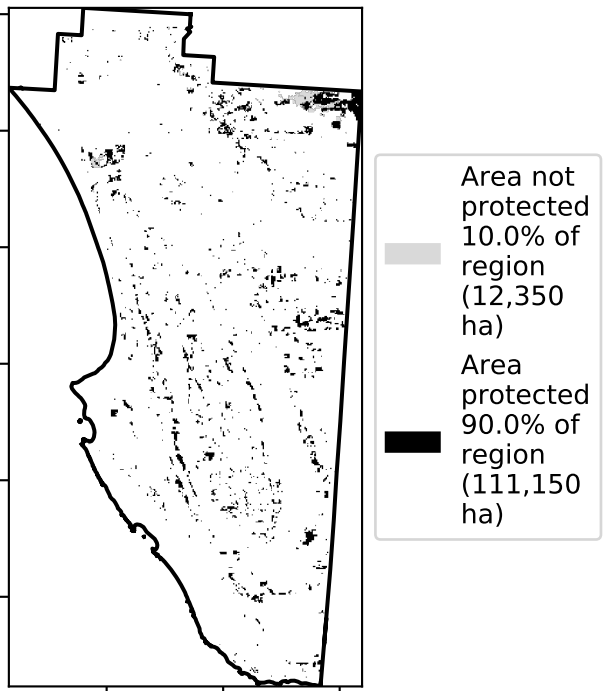 Area not
protected
10.0% of
region
(12,350
ha)
Area
protected
90.0% of
region
(111,150
ha)